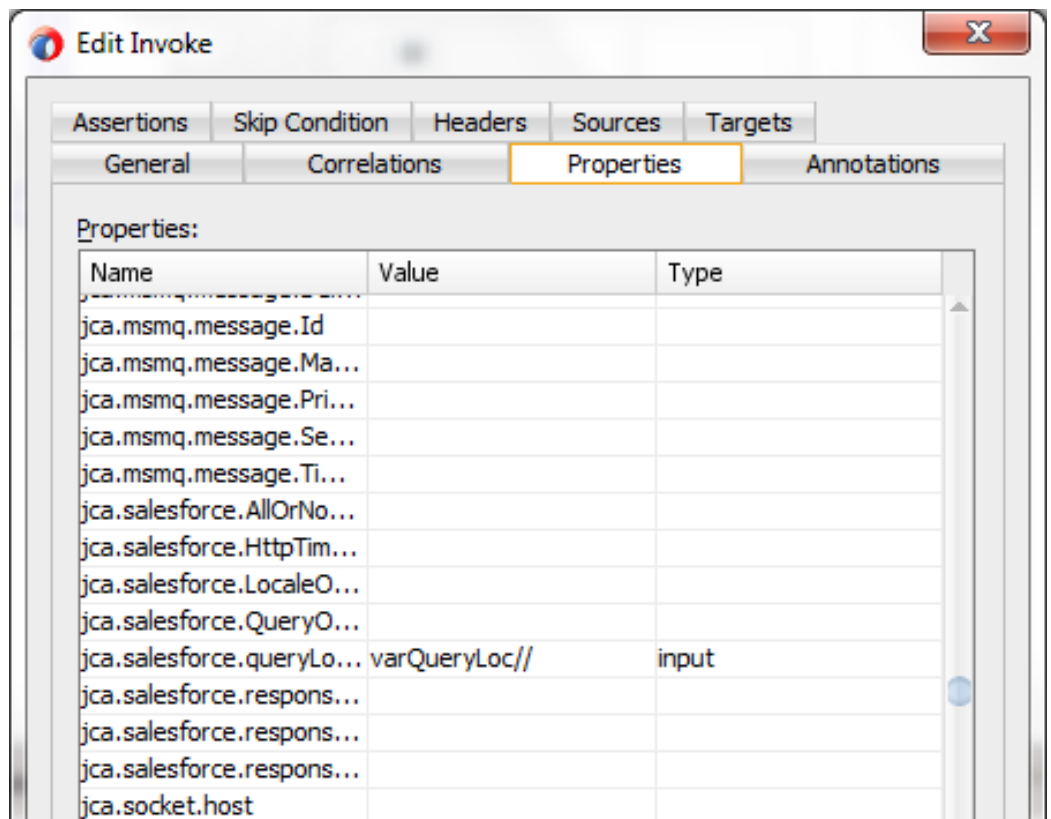 Edit Invoke
Assertions Skip Condition Headers Sources Targets
General Correlations Properties Annotations
Properties:
Name Value Type
jca.msmq.message.Id
jca.msmq.message.Ma...
jca.msmq.message.Pri...
jca.msmq.message.Se...
jca.msmq.message.Ti...
jca.salesforce.AllOrNo...
jca.salesforce.HttpTim...
jca.salesforce.LocaleO...
jca.salesforce.QueryO...
jca.salesforce.queryLo... varQueryLoc// input
jca.salesforce.respons...
jca.salesforce.respons...
jca.salesforce.respons...
jca.socket.host